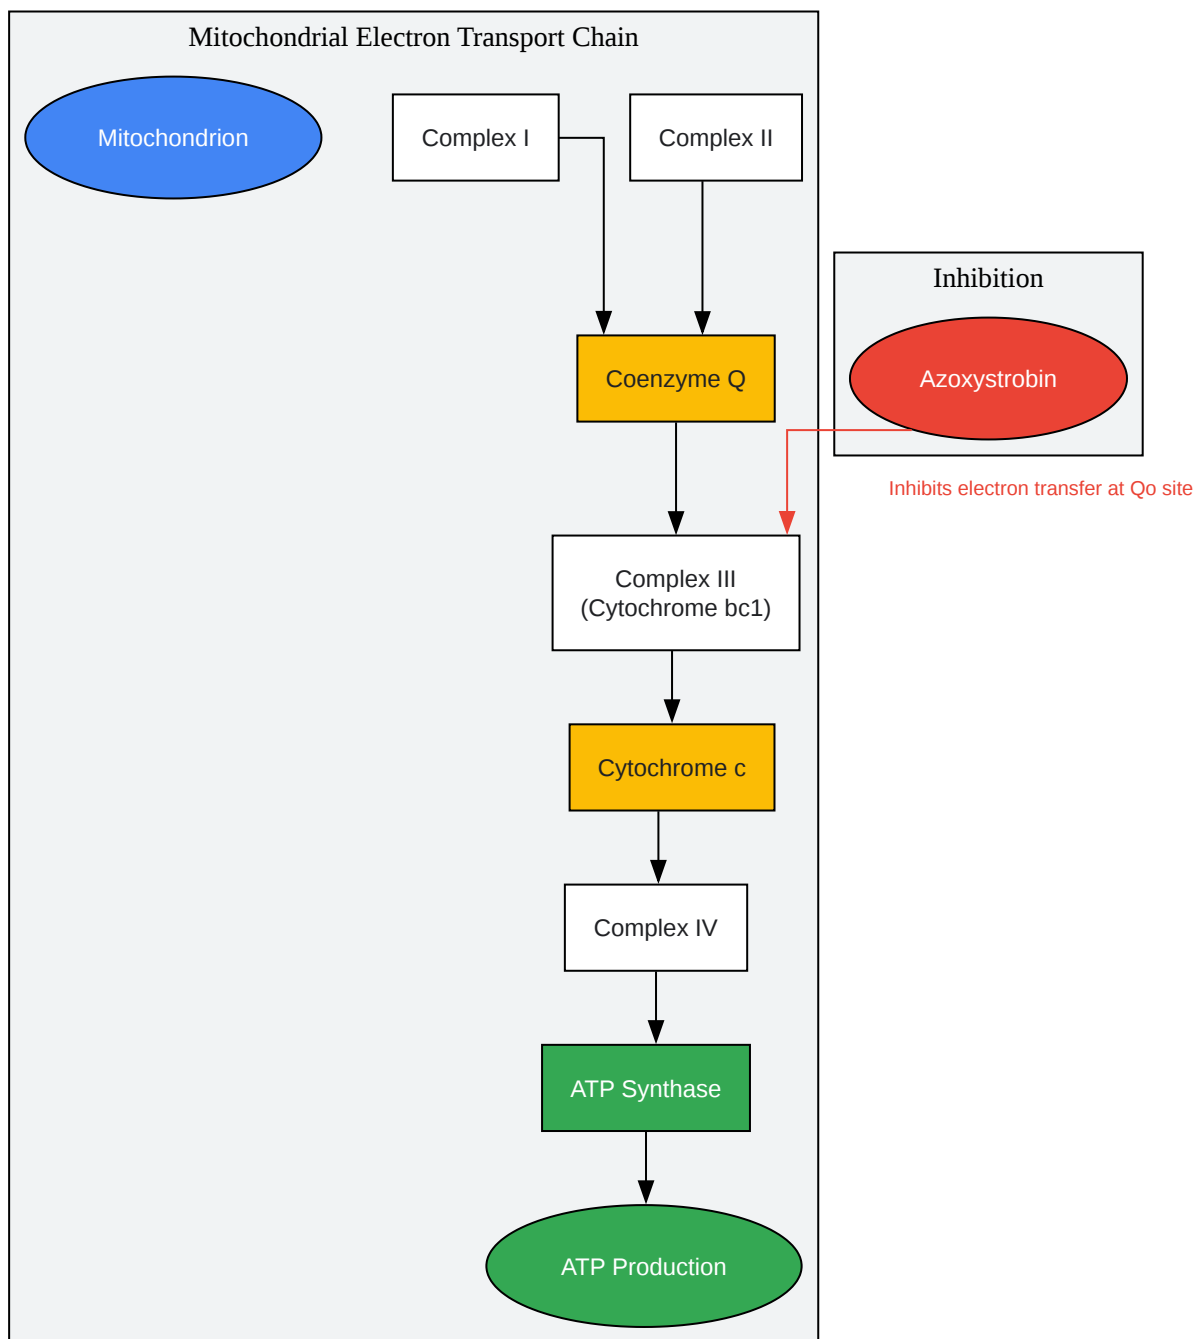 Mitochondrial Electron Transport Chain
Mitochondrion
Complex I
Complex II
Inhibition
Coenzyme Q
Azoxystrobin
Inhibits electron transfer at Qo site
Complex III
(Cytochrome bc1)
Cytochrome c
Complex IV
ATP Synthase
ATP Production